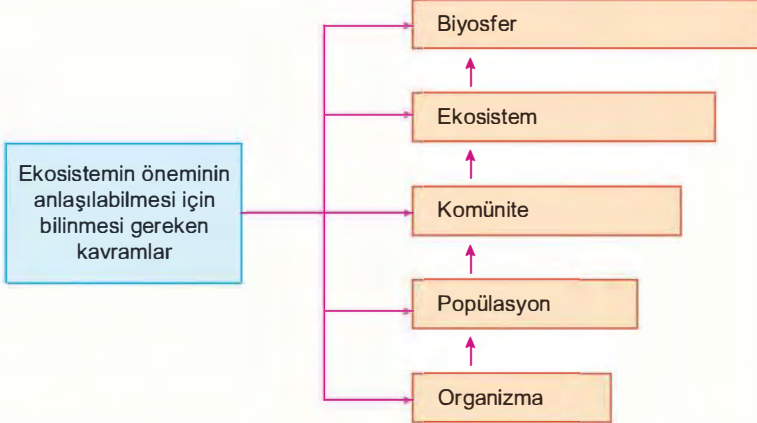 Ekosistemin öneminin
anlaşılabilmesi için
bilinmesi gereken
kavramlar
Biyosfer
Ekosistem
Komünite
Popülasyon
Organizma